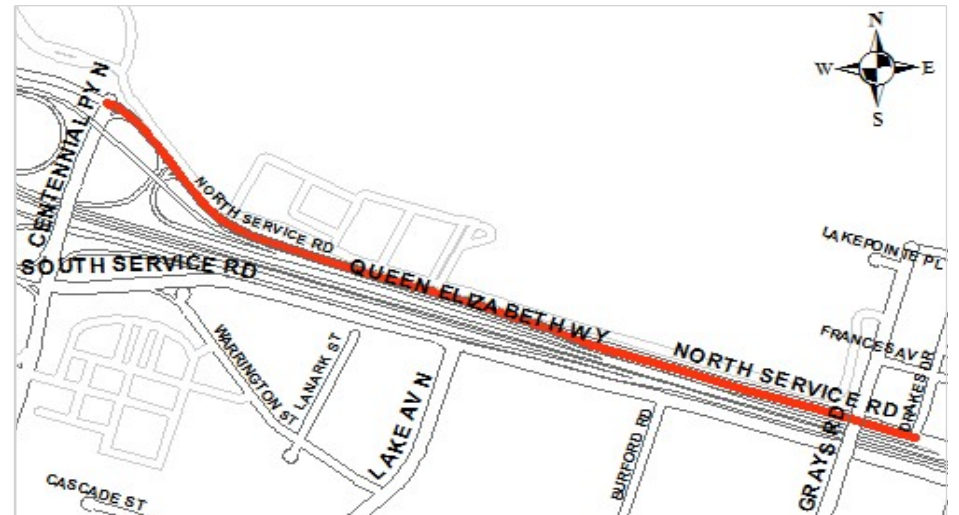 N
W E
S
CENTENNIAL PY N
NORTH SERVICE RD
SOUTH SERVICE RD
QUEEN ELIZABETH WY
LAKEPOINTE PL
FRANCES AV
NORTH SERVICE RD
DRAKES DR
WARRINGTON ST
LANARK ST
LAKE AV N
BURFORD RD
GRAYS RD
CASCADE ST